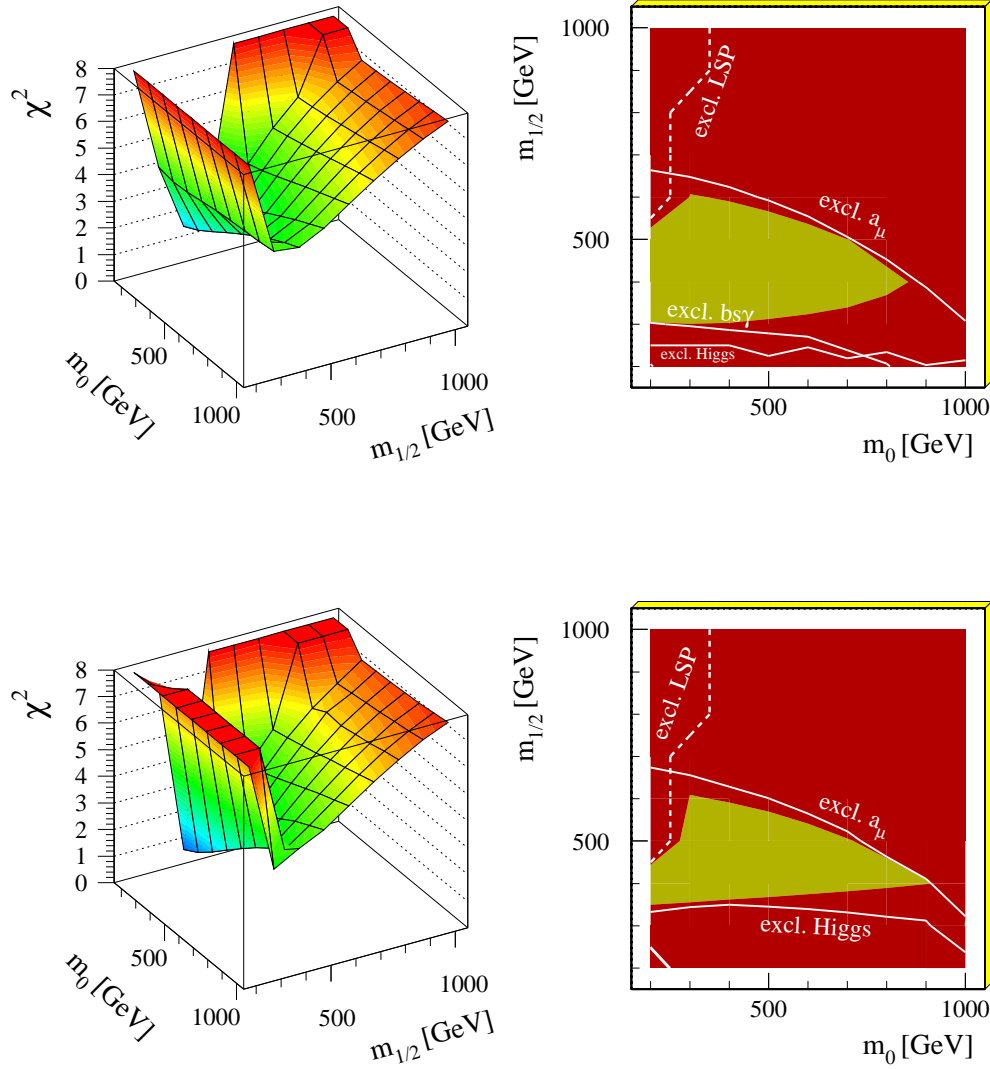 8
7
6
5
4
3
2
1
0
χ²
500
1000
m₀ [GeV]
500
1000
m₁/₂ [GeV]
1000
500
m₁/₂ [GeV]
excl. LSP
excl. aμ
excl. bsγ
excl. Higgs
500
1000
m₀ [GeV]
8
7
6
5
4
3
2
1
0
χ²
500
1000
m₀ [GeV]
500
1000
m₁/₂ [GeV]
1000
500
m₁/₂ [GeV]
excl. LSP
excl. aμ
excl. Higgs
500
1000
m₀ [GeV]